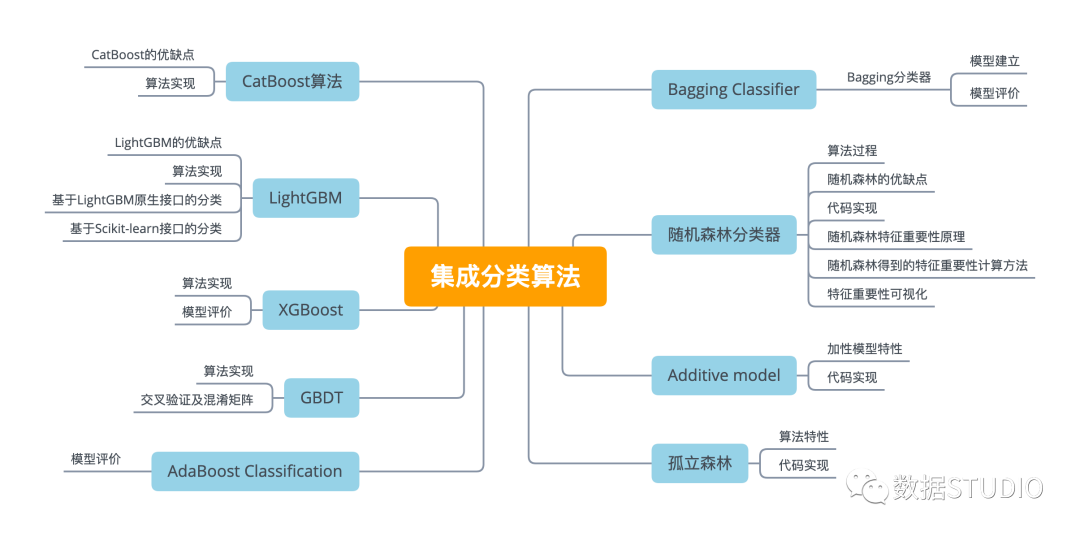 集成分类算法
CatBoost算法
CatBoost的优缺点
算法实现
LightGBM
LightGBM的优缺点
算法实现
基于LightGBM原生接口的分类
基于Scikit-learn接口的分类
XGBoost
算法实现
模型评价
GBDT
算法实现
交叉验证及混淆矩阵
AdaBoost Classification
模型评价
Bagging Classifier
Bagging分类器
模型建立
模型评价
随机森林分类器
算法过程
随机森林的优缺点
代码实现
随机森林特征重要性原理
随机森林得到的特征重要性计算方法
特征重要性可视化
Additive model
加性模型特性
代码实现
孤立森林
算法特性
代码实现
数据STUDIO